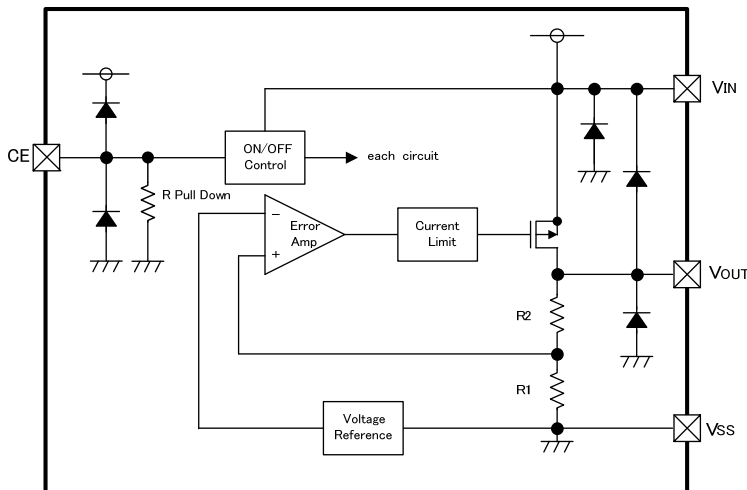 VIN
CE
ON/OFF
Control
each circuit
R Pull Down
−
Error
Amp
+
Current
Limit
VOUT
R2
R1
Voltage
Reference
VSS